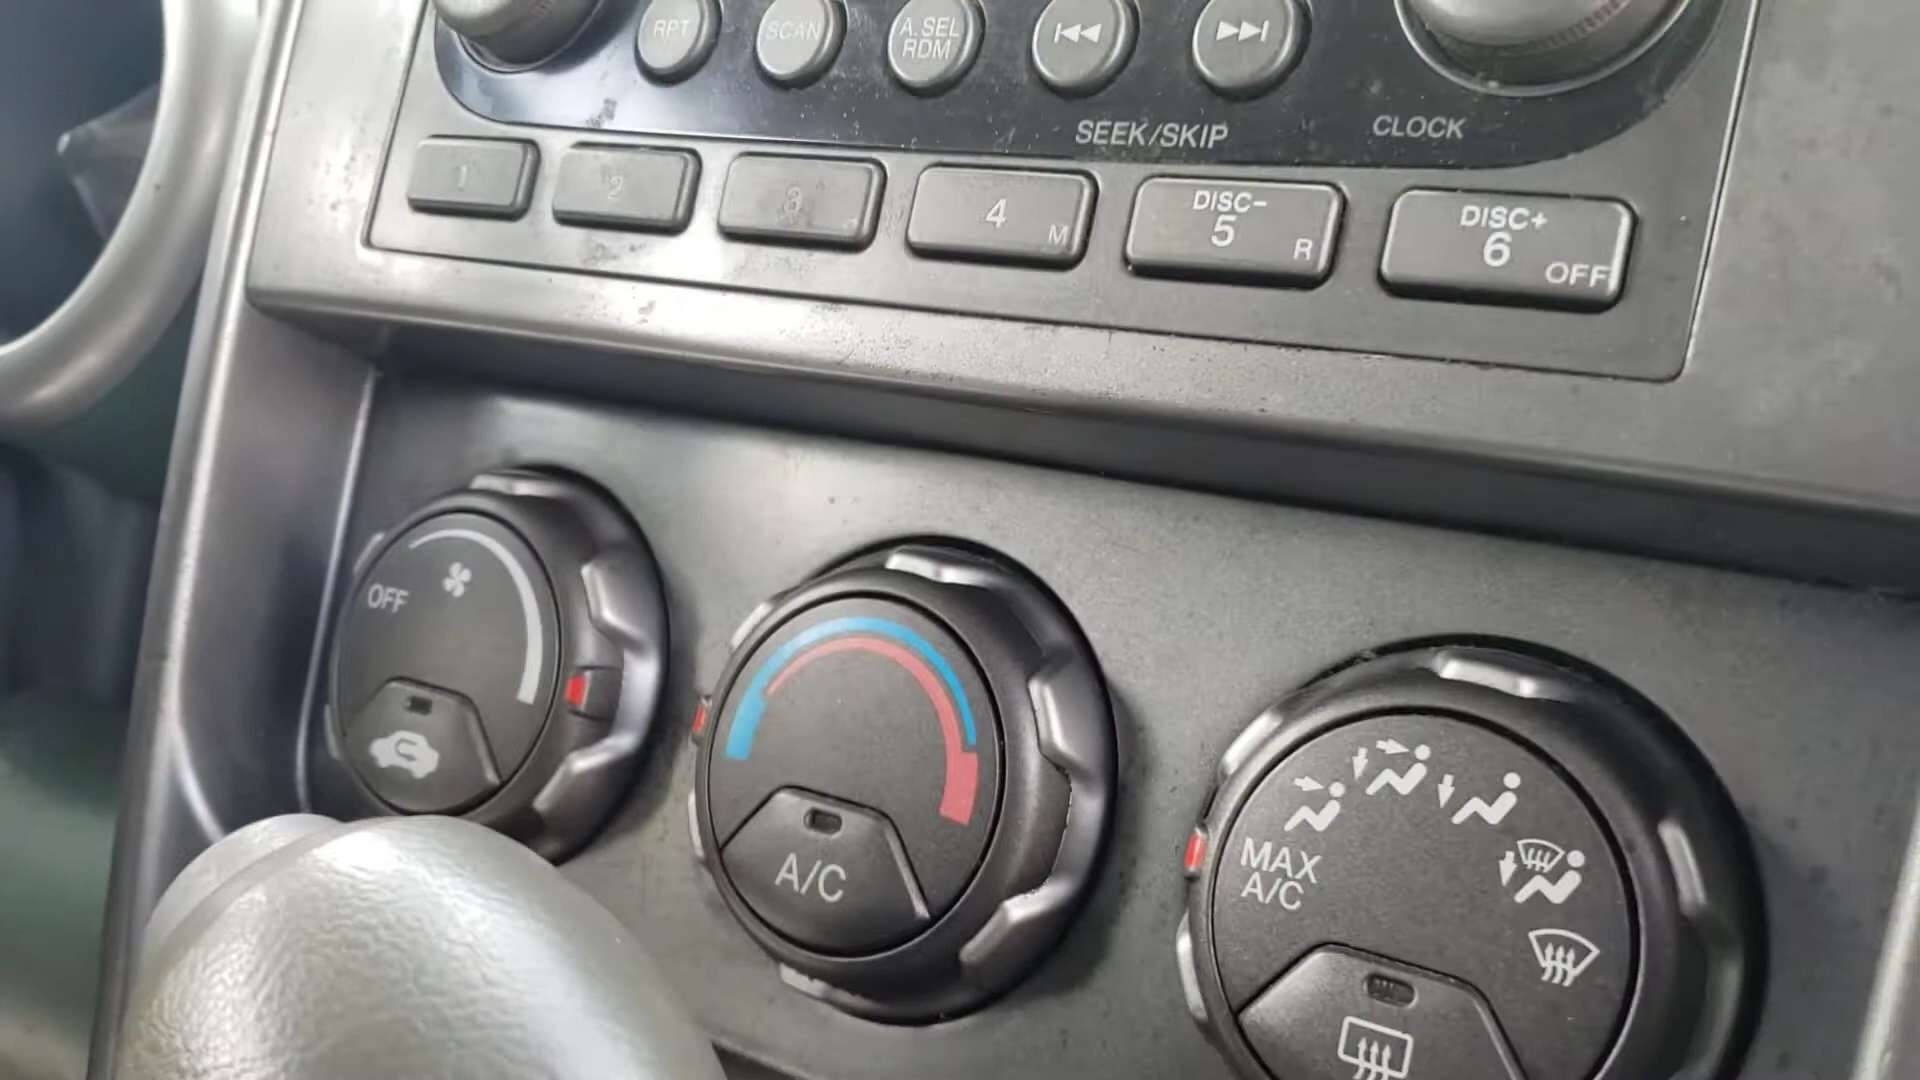 RPT
SCAN
A.SEL
RDM
SEEK/SKIP
CLOCK
1
2
3
4
M
DISC-
5
R
DISC+
6
OFF
OFF
A/C
MAX
A/C